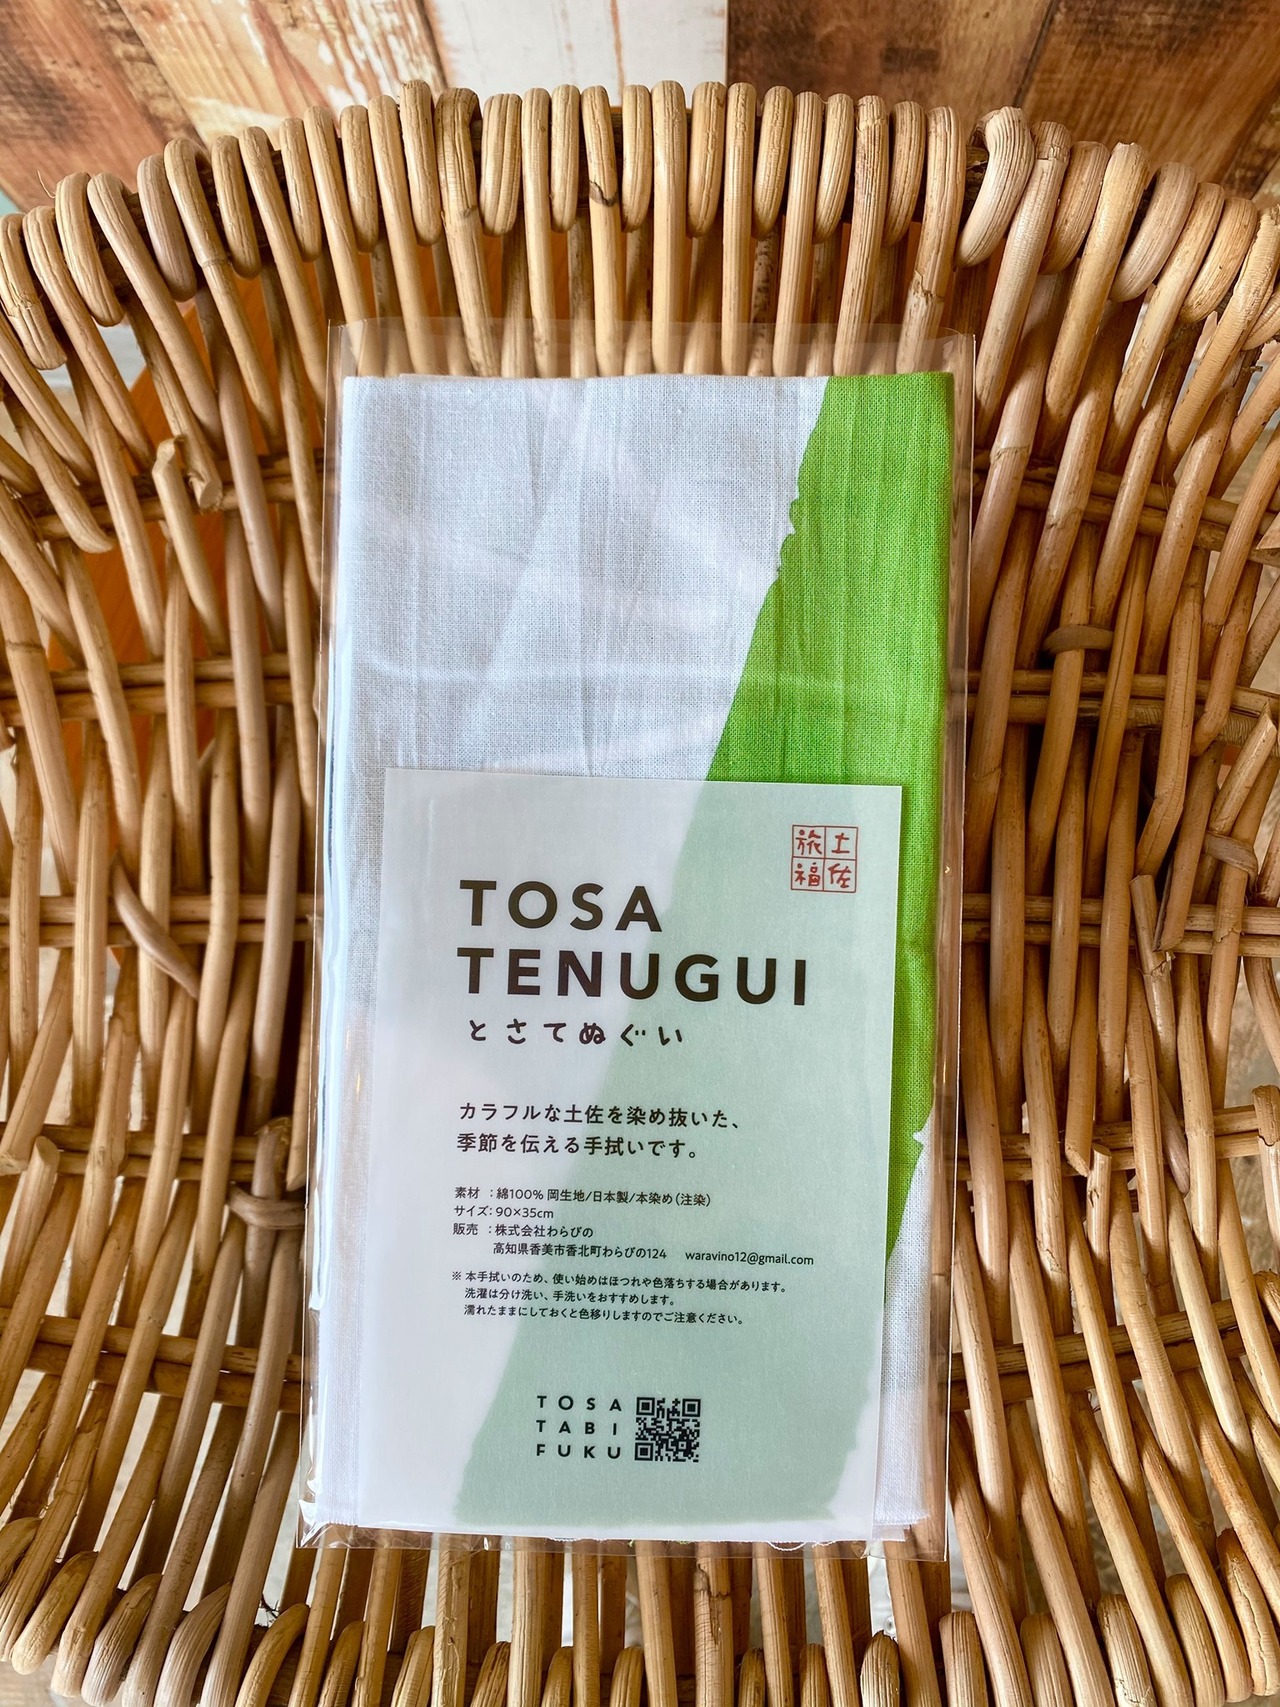 土佐
旅福
TOSA
TENUGUI
とさてぬぐい
カラフルな土佐を染め抜いた、
季節を伝える手拭いです。
素材 : 綿100% 岡生地/日本製/本染め(注染)
サイズ: 90×35cm
販売 : 株式会社わらびの
高知県香美市香北町わらびの124 waravino12@gmail.com
※ 本手拭いのため、使い始めはほつれや色落ちする場合があります。
洗濯は分け洗い、手洗いをおすすめします。
濡れたままにしておくと色移りしますのでご注意ください。
TOSA
TABI
FUKU